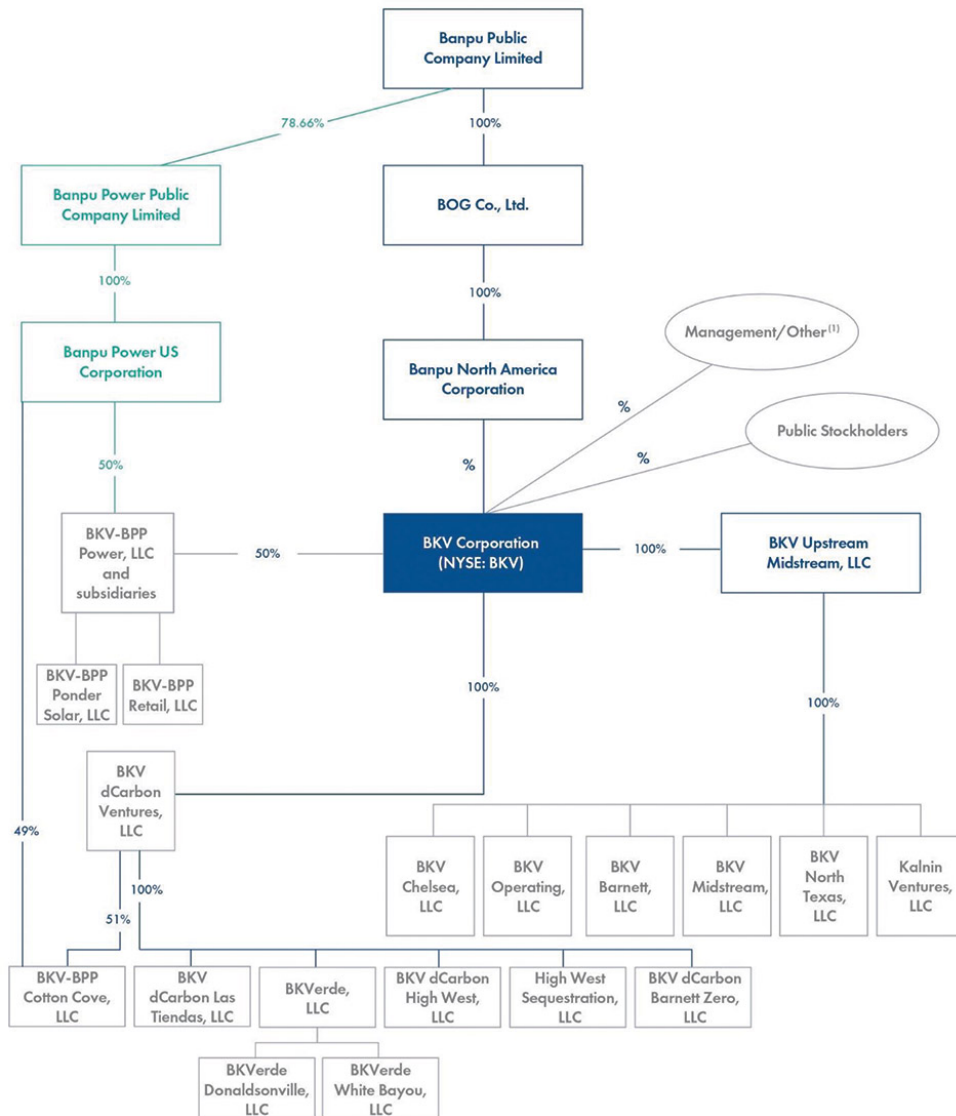 Banpu Public
Company Limited
78.66%
100%
Banpu Power Public
Company Limited
BOG Co., Ltd.
100%
100%
Management/Other(1)
Banpu Power US
Corporation
Banpu North America
Corporation
%
Public Stockholders
%
%
50%
BKV-BPP
Power, LLC
and
subsidiaries
50%
BKV Corporation
(NYSE: BKV)
100%
BKV Upstream
Midstream, LLC
BKV-BPP
Ponder
Solar, LLC
BKV-BPP
Retail, LLC
100%
100%
BKV
dCarbon
Ventures,
LLC
49%
BKV
Chelsea,
LLC
BKV
Operating,
LLC
BKV
Barnett,
LLC
BKV
Midstream,
LLC
BKV
North
Texas,
LLC
Kalnin
Ventures,
LLC
100%
51%
BKV-BPP
Cotton Cove,
LLC
BKV
dCarbon Las
Tiendas, LLC
BKVerde,
LLC
BKV dCarbon
High West,
LLC
High West
Sequestration,
LLC
BKV dCarbon
Barnett Zero,
LLC
BKVerde
Donaldsonville,
LLC
BKVerde
White Bayou,
LLC